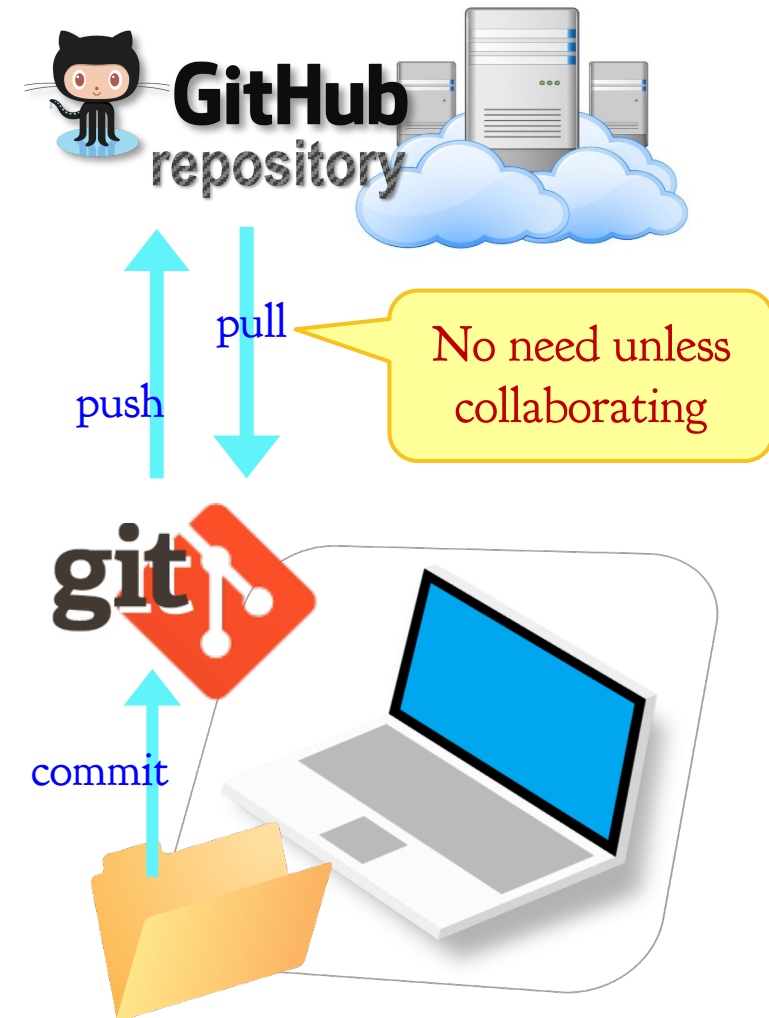 GitHub
repository
pull
No need unless
collaborating
push
git
commit